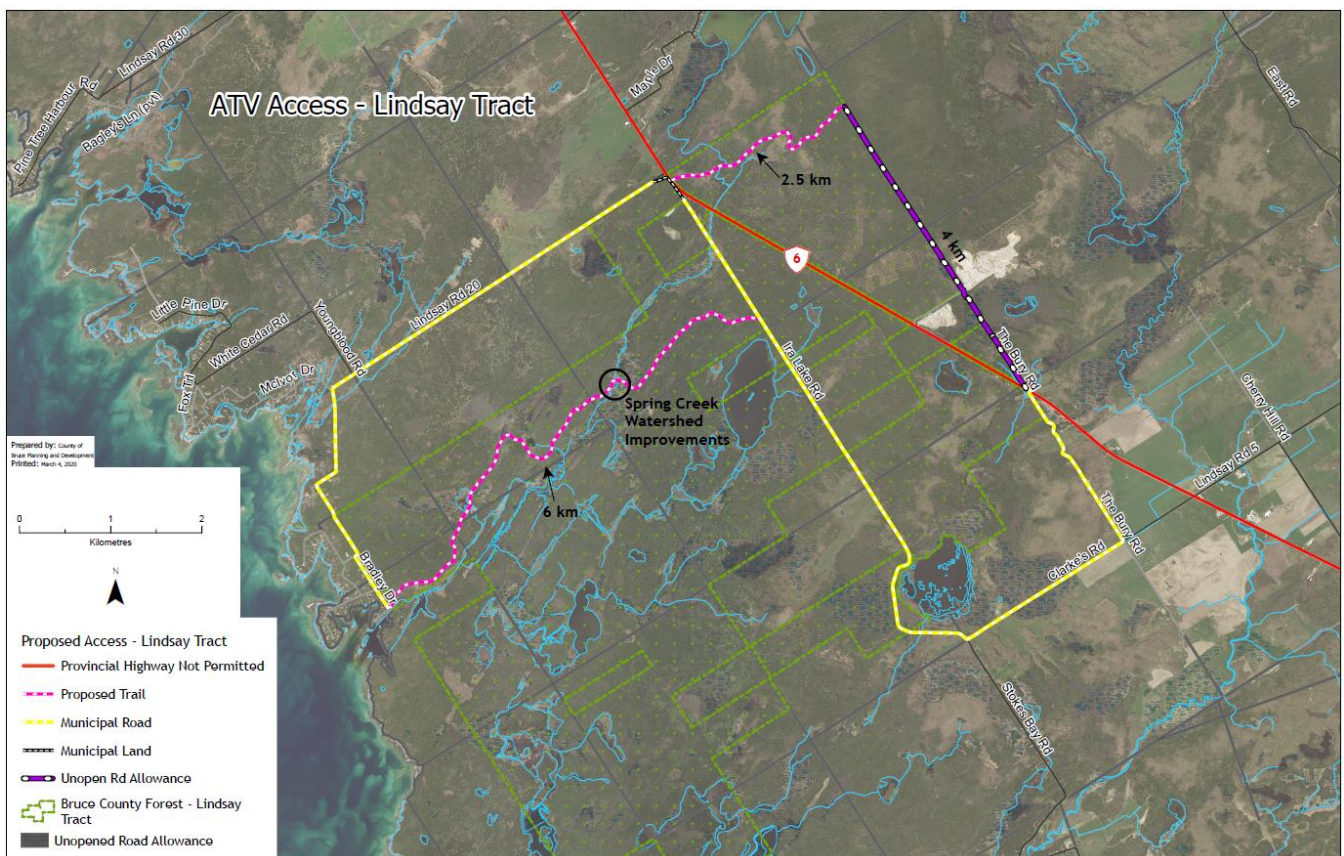 ATV Access - Lindsay Tract
Pine Tree Harbour Rd
Lindsay Rd 30
Bagley's Ln (pvt)
Maple Dr
East Rd
2.5 km
4 km
6
Little Pine Dr
White Cedar Rd
Youngblood Rd
Lindsay Rd 20
Fox Trl
McIvor Dr
Spring Creek
Watershed
Improvements
Ira Lake Rd
The Bury Rd
Cherry Hill Rd
Lindsay Rd 5
6 km
The Bury Rd
Clarke's Rd
Bradley Dr
Stokes Bay Rd
Prepared by: County of
Bruce Planning and Development
Printed: March 4, 2020
0 1 2
Kilometres
N
Proposed Access - Lindsay Tract
Provincial Highway Not Permitted
Proposed Trail
Municipal Road
Municipal Land
Unopen Rd Allowance
Bruce County Forest - Lindsay
Tract
Unopened Road Allowance